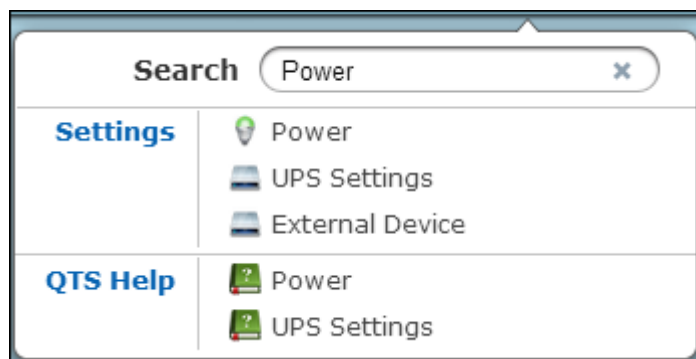 Search Power
Settings Power
UPS Settings
External Device
QTS Help Power
UPS Settings